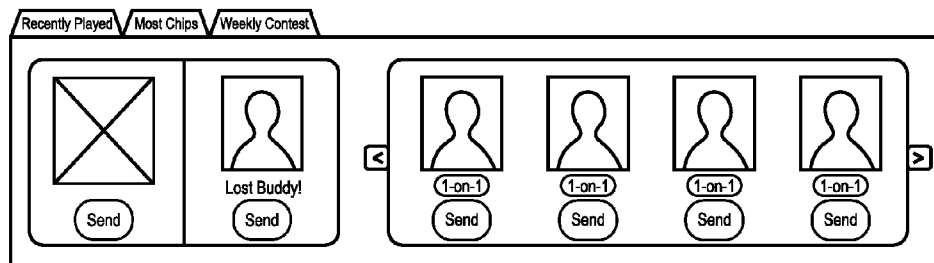 Recently Played Most Chips Weekly Contest
Lost Buddy!
Send Send
< >
1-on-1 1-on-1 1-on-1 1-on-1
Send Send Send Send